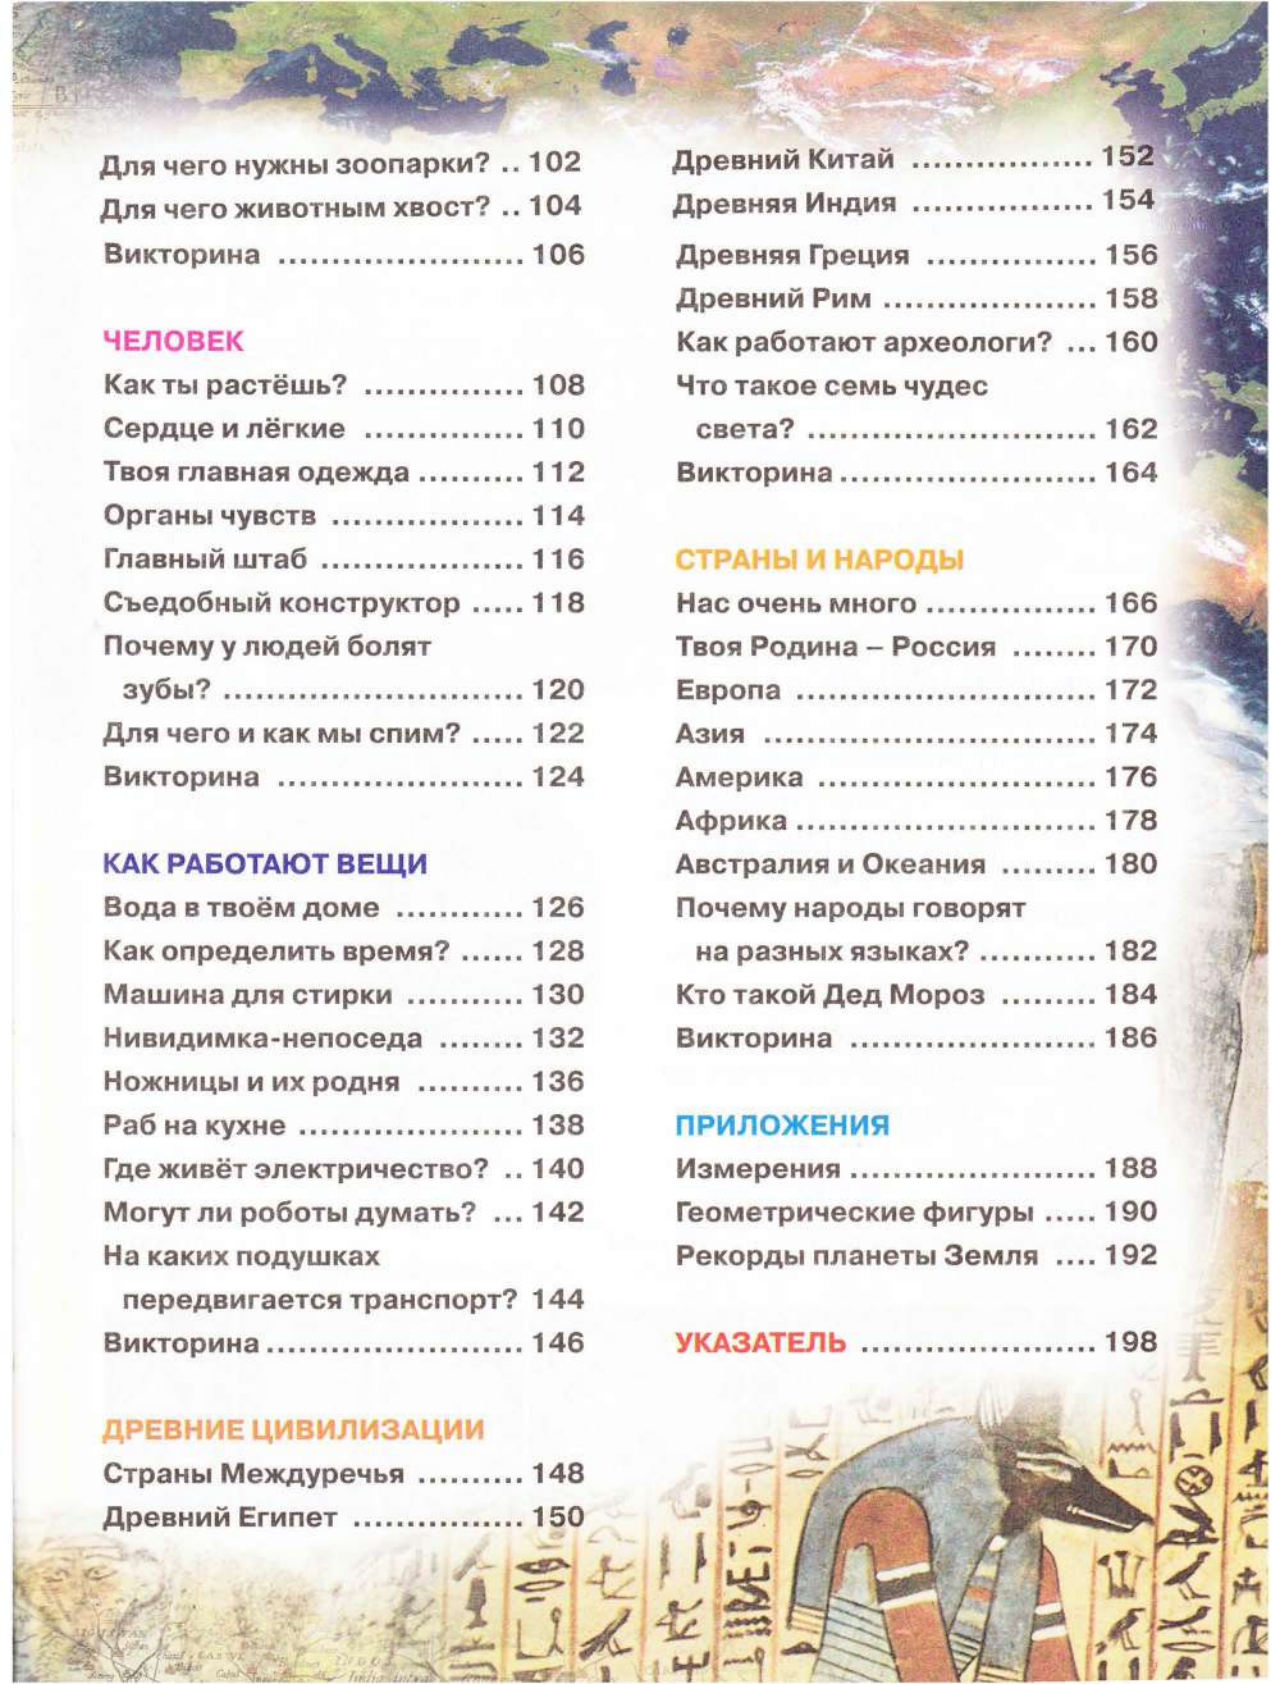 Для чего нужны зоопарки? .. 102
Для чего животным хвост? .. 104
Викторина ....................... 106
ЧЕЛОВЕК
Как ты растёшь? ............... 108
Сердце и лёгкие ............... 110
Твоя главная одежда .......... 112
Органы чувств .................. 114
Главный штаб ................... 116
Съедобный конструктор ..... 118
Почему у людей болят
зубы? ............................ 120
Для чего и как мы спим? ..... 122
Викторина ....................... 124
КАК РАБОТАЮТ ВЕЩИ
Вода в твоём доме ............ 126
Как определить время? ...... 128
Машина для стирки ........... 130
Нивидимка-непоседа ........ 132
Ножницы и их родня .......... 136
Раб на кухне ..................... 138
Где живёт электричество? .. 140
Могут ли роботы думать? ... 142
На каких подушках
передвигается транспорт? 144
Викторина ........................ 146
ДРЕВНИЕ ЦИВИЛИЗАЦИИ
Страны Междуречья .......... 148
Древний Египет ................ 150
Древний Китай ................. 152
Древняя Индия ................. 154
Древняя Греция ................ 156
Древний Рим .................... 158
Как работают археологи? ... 160
Что такое семь чудес
света? ........................... 162
Викторина ........................ 164
СТРАНЫ И НАРОДЫ
Нас очень много ................ 166
Твоя Родина – Россия ........ 170
Европа ............................ 172
Азия ............................... 174
Америка .......................... 176
Африка ............................ 178
Австралия и Океания ......... 180
Почему народы говорят
на разных языках? ........... 182
Кто такой Дед Мороз ......... 184
Викторина ....................... 186
ПРИЛОЖЕНИЯ
Измерения ....................... 188
Геометрические фигуры ..... 190
Рекорды планеты Земля .... 192
УКАЗАТЕЛЬ ...................... 198